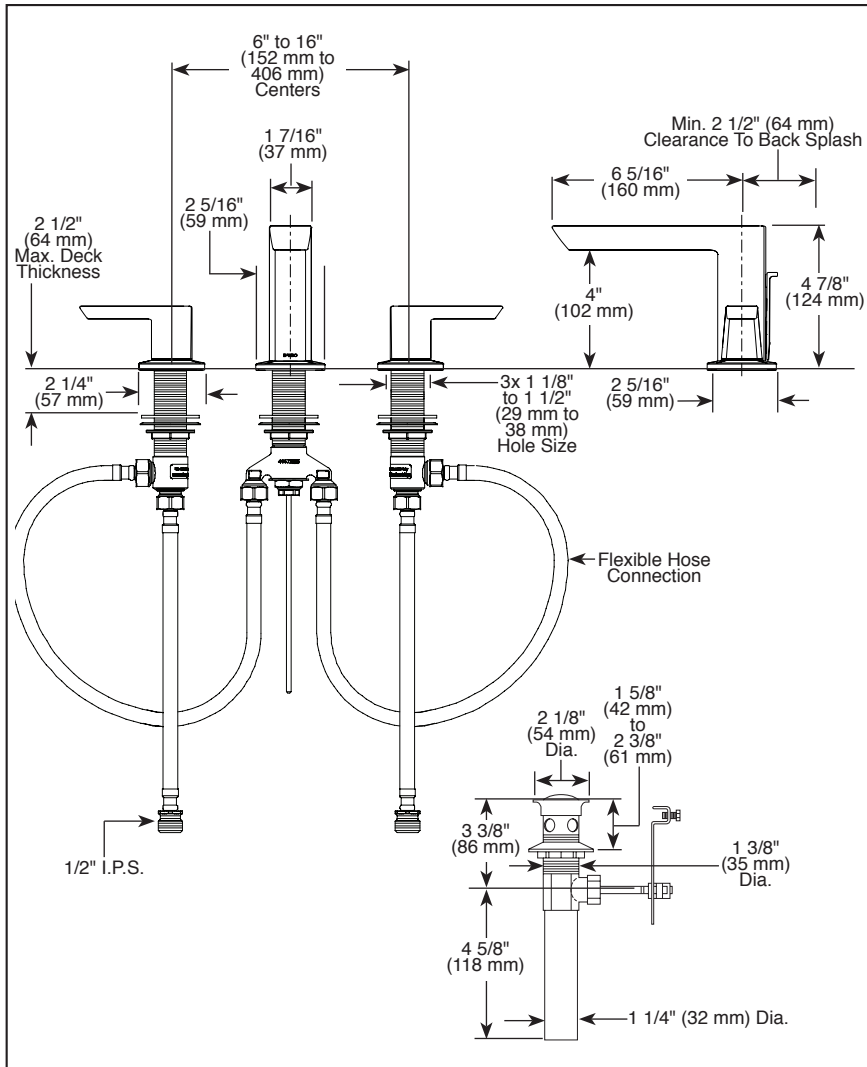 6" to 16"
(152 mm to
406 mm)
Centers
1 7/16"
(37 mm)
2 5/16"
(59 mm)
2 1/2"
(64 mm)
Max. Deck
Thickness
Min. 2 1/2" (64 mm)
Clearance To Back Splash
6 5/16"
(160 mm)
4"
(102 mm)
4 7/8"
(124 mm)
2 1/4"
(57 mm)
3x 1 1/8"
to 1 1/2"
(29 mm to
38 mm)
Hole Size
2 5/16"
(59 mm)
Flexible Hose
Connection
1/2" I.P.S.
2 1/8"
(54 mm)
Dia.
1 5/8"
(42 mm)
to
2 3/8"
(61 mm)
3 3/8"
(86 mm)
1 3/8"
(35 mm)
Dia.
4 5/8"
(118 mm)
1 1/4" (32 mm) Dia.